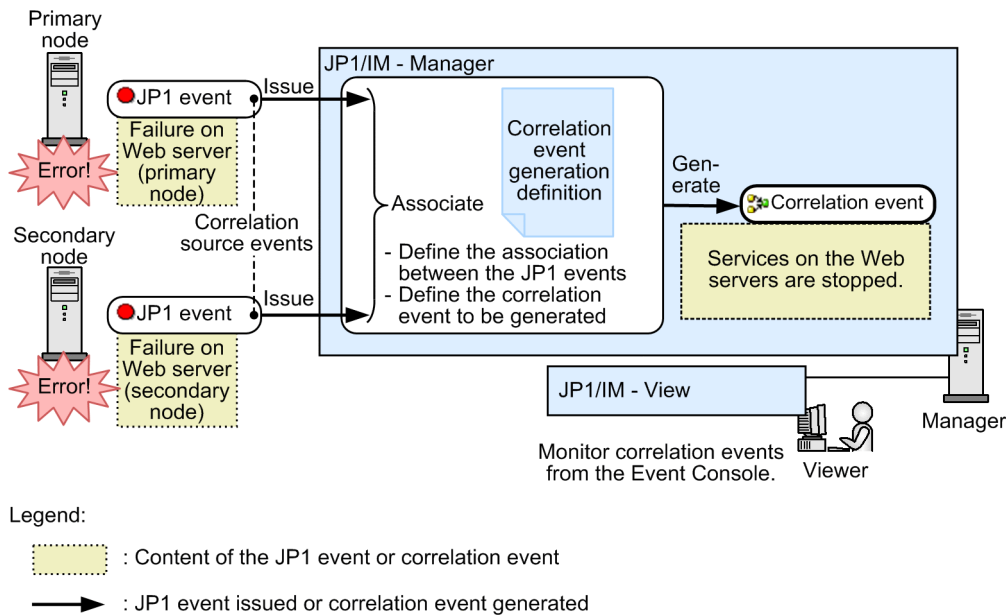 Primary
node
JP1/IM - Manager
JP1 event
Issue
Failure on
Web server
(primary
node)
Error!
Correlation
event
generation
definition
Gen-
erate
Associate
Correlation event
Correlation
source events
Services on the Web
servers are stopped.
- Define the association
between the JP1 events
- Define the correlation
event to be generated
Secondary
node
JP1 event
Issue
Failure on
Web server
(secondary
node)
Error!
JP1/IM - View
Manager
Monitor correlation events
from the Event Console.
Viewer
Legend:
: Content of the JP1 event or correlation event
: JP1 event issued or correlation event generated